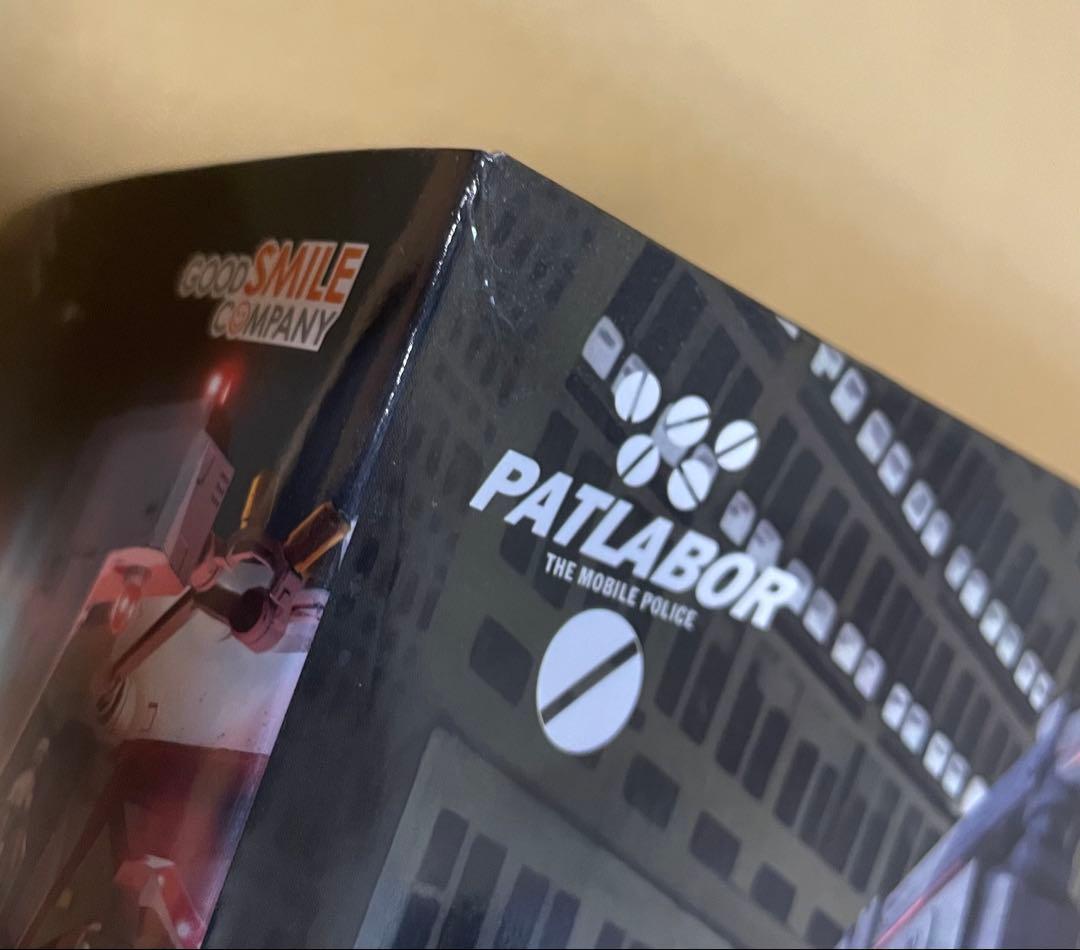 GOOD SMILE
COMPANY
PATLABOR
THE MOBILE POLICE